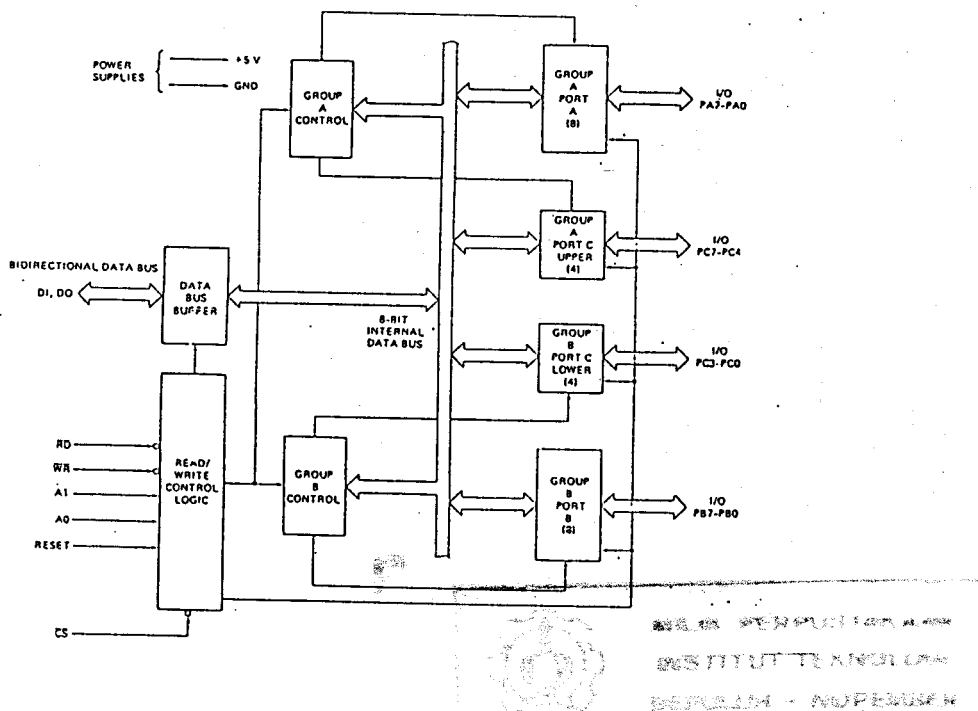 POWER
SUPPLIES
+5 V
GND
GROUP
A
CONTROL
GROUP
A
PORT
A
(8)
I/O
PA7-PA0
GROUP
A
PORT C
UPPER
(4)
I/O
PC7-PC4
BIDIRECTIONAL DATA BUS
DI, DO
DATA
BUS
BUFFER
8-BIT
INTERNAL
DATA BUS
GROUP
B
PORT C
LOWER
(4)
I/O
PC3-PC0
RD
WR
A1
A0
RESET
CS
READ/
WRITE
CONTROL
LOGIC
GROUP
B
CONTROL
GROUP
B
PORT
B
(8)
I/O
PB7-PB0
INSTITUT